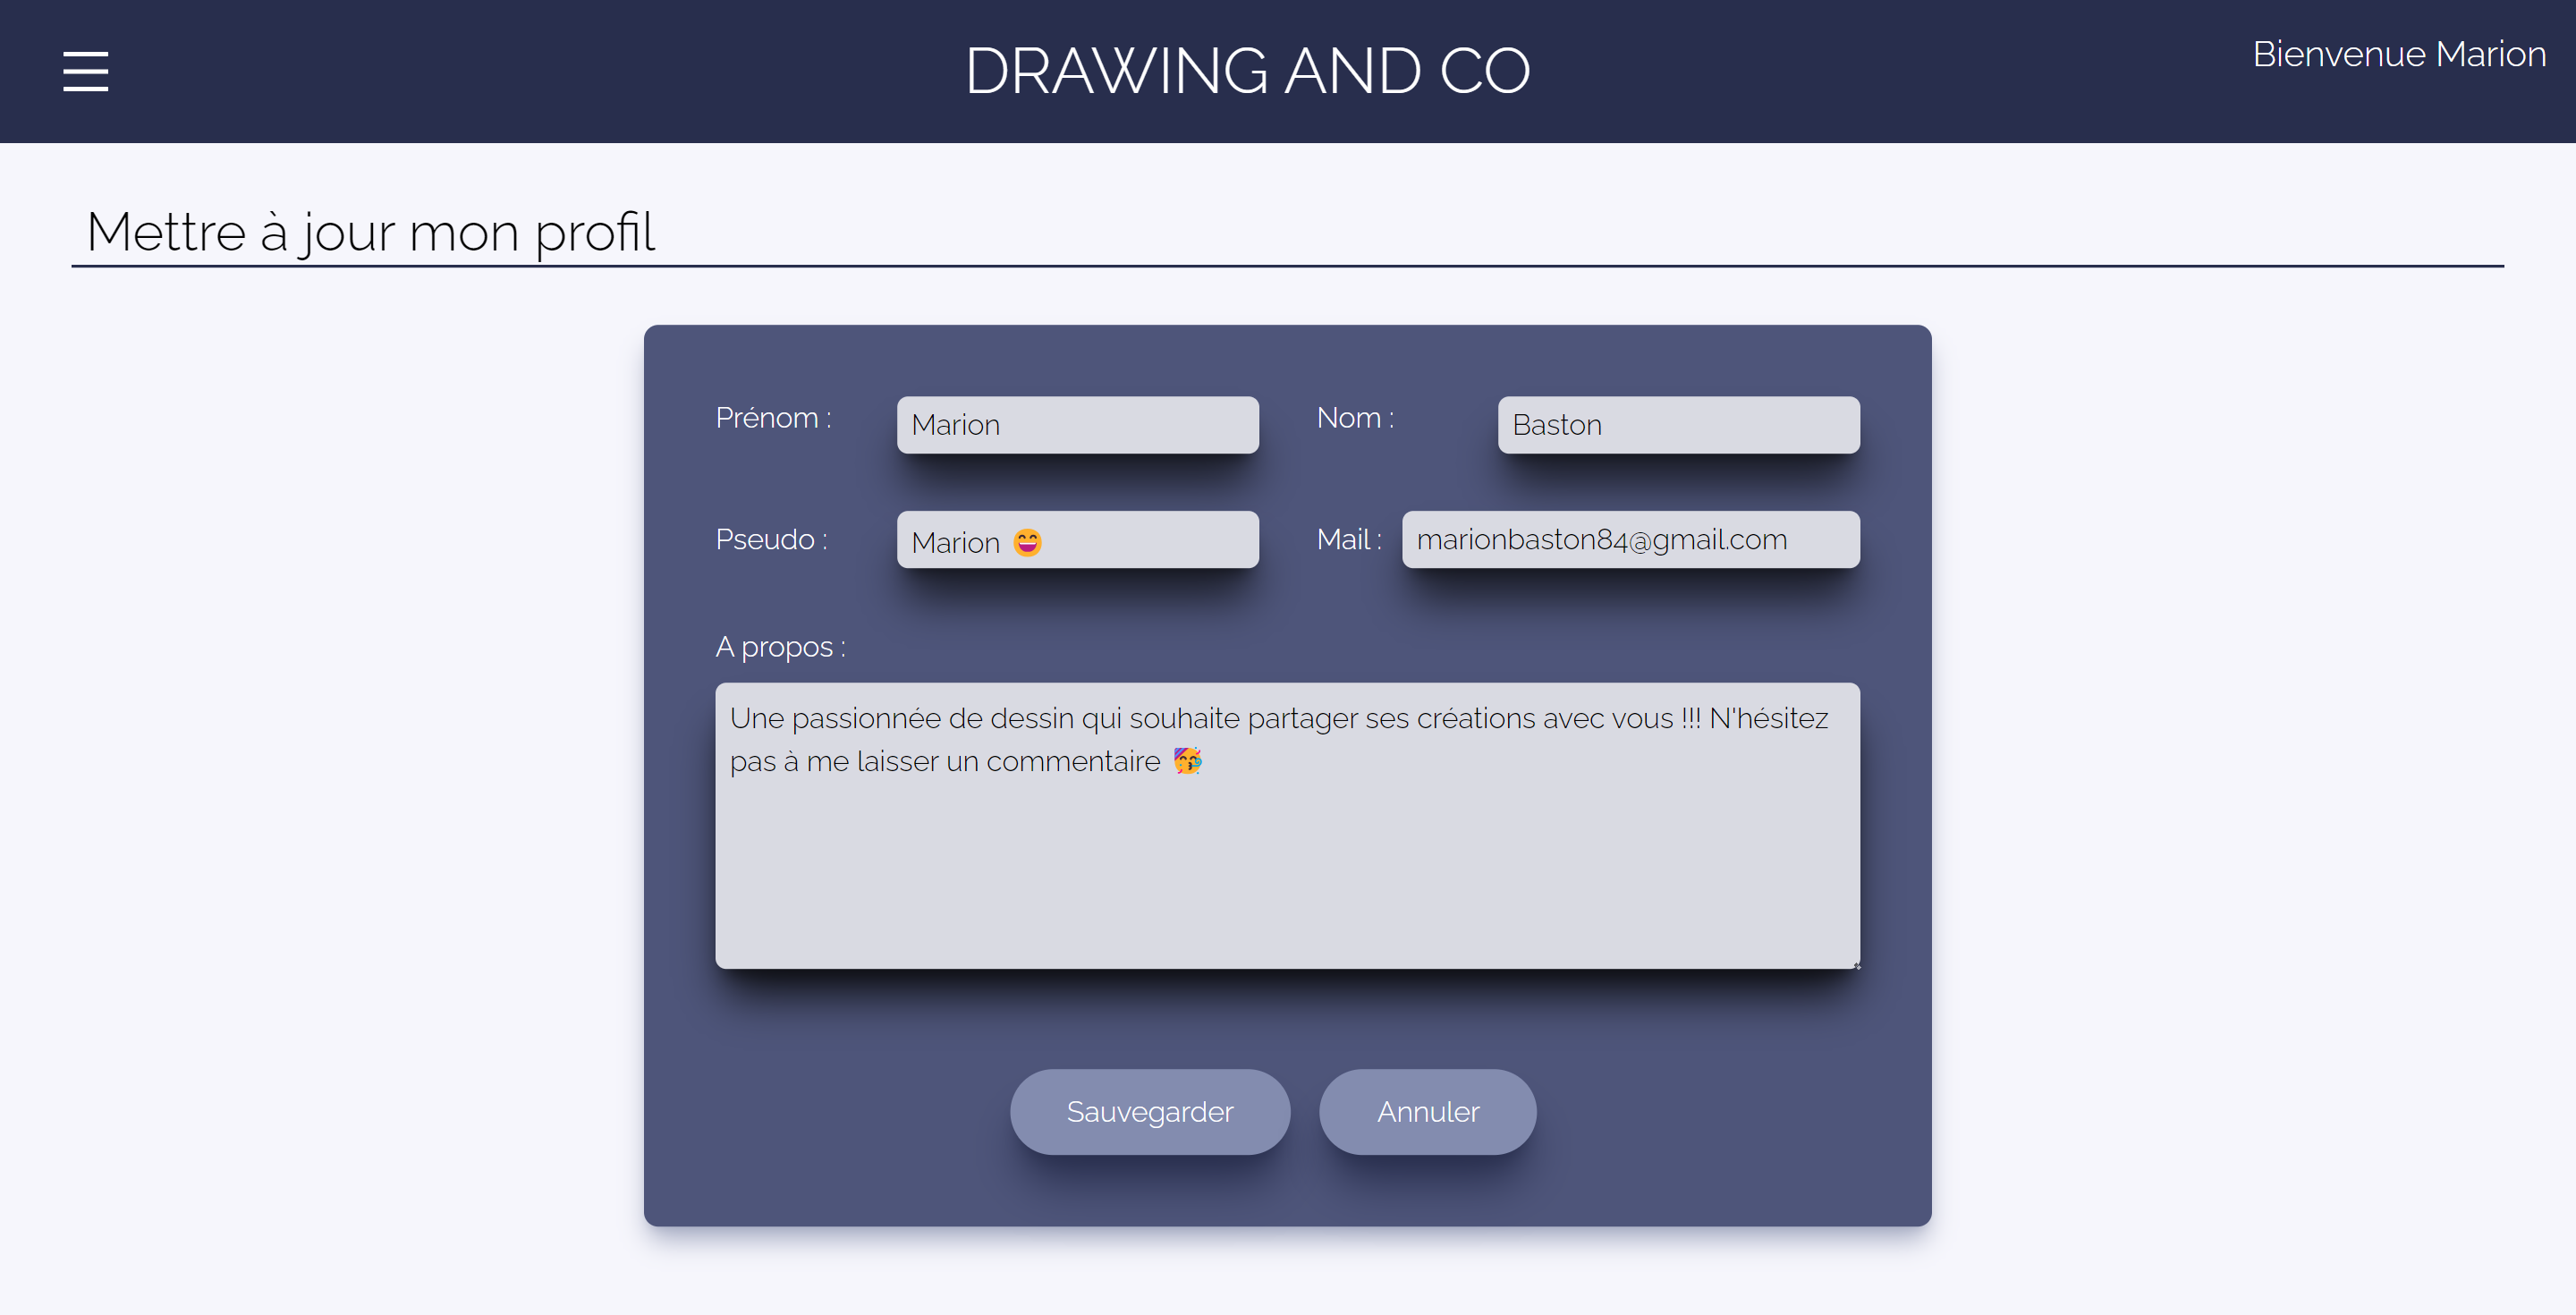 DRAWING AND CO
Bienvenue Marion
Mettre à jour mon profil
Prénom :
Marion
Nom :
Baston
Pseudo :
Marion 😄
Mail :
marionbaston84@gmail.com
A propos :
Une passionnée de dessin qui souhaite partager ses créations avec vous !!! N'hésitez
pas à me laisser un commentaire 🥳
Sauvegarder
Annuler